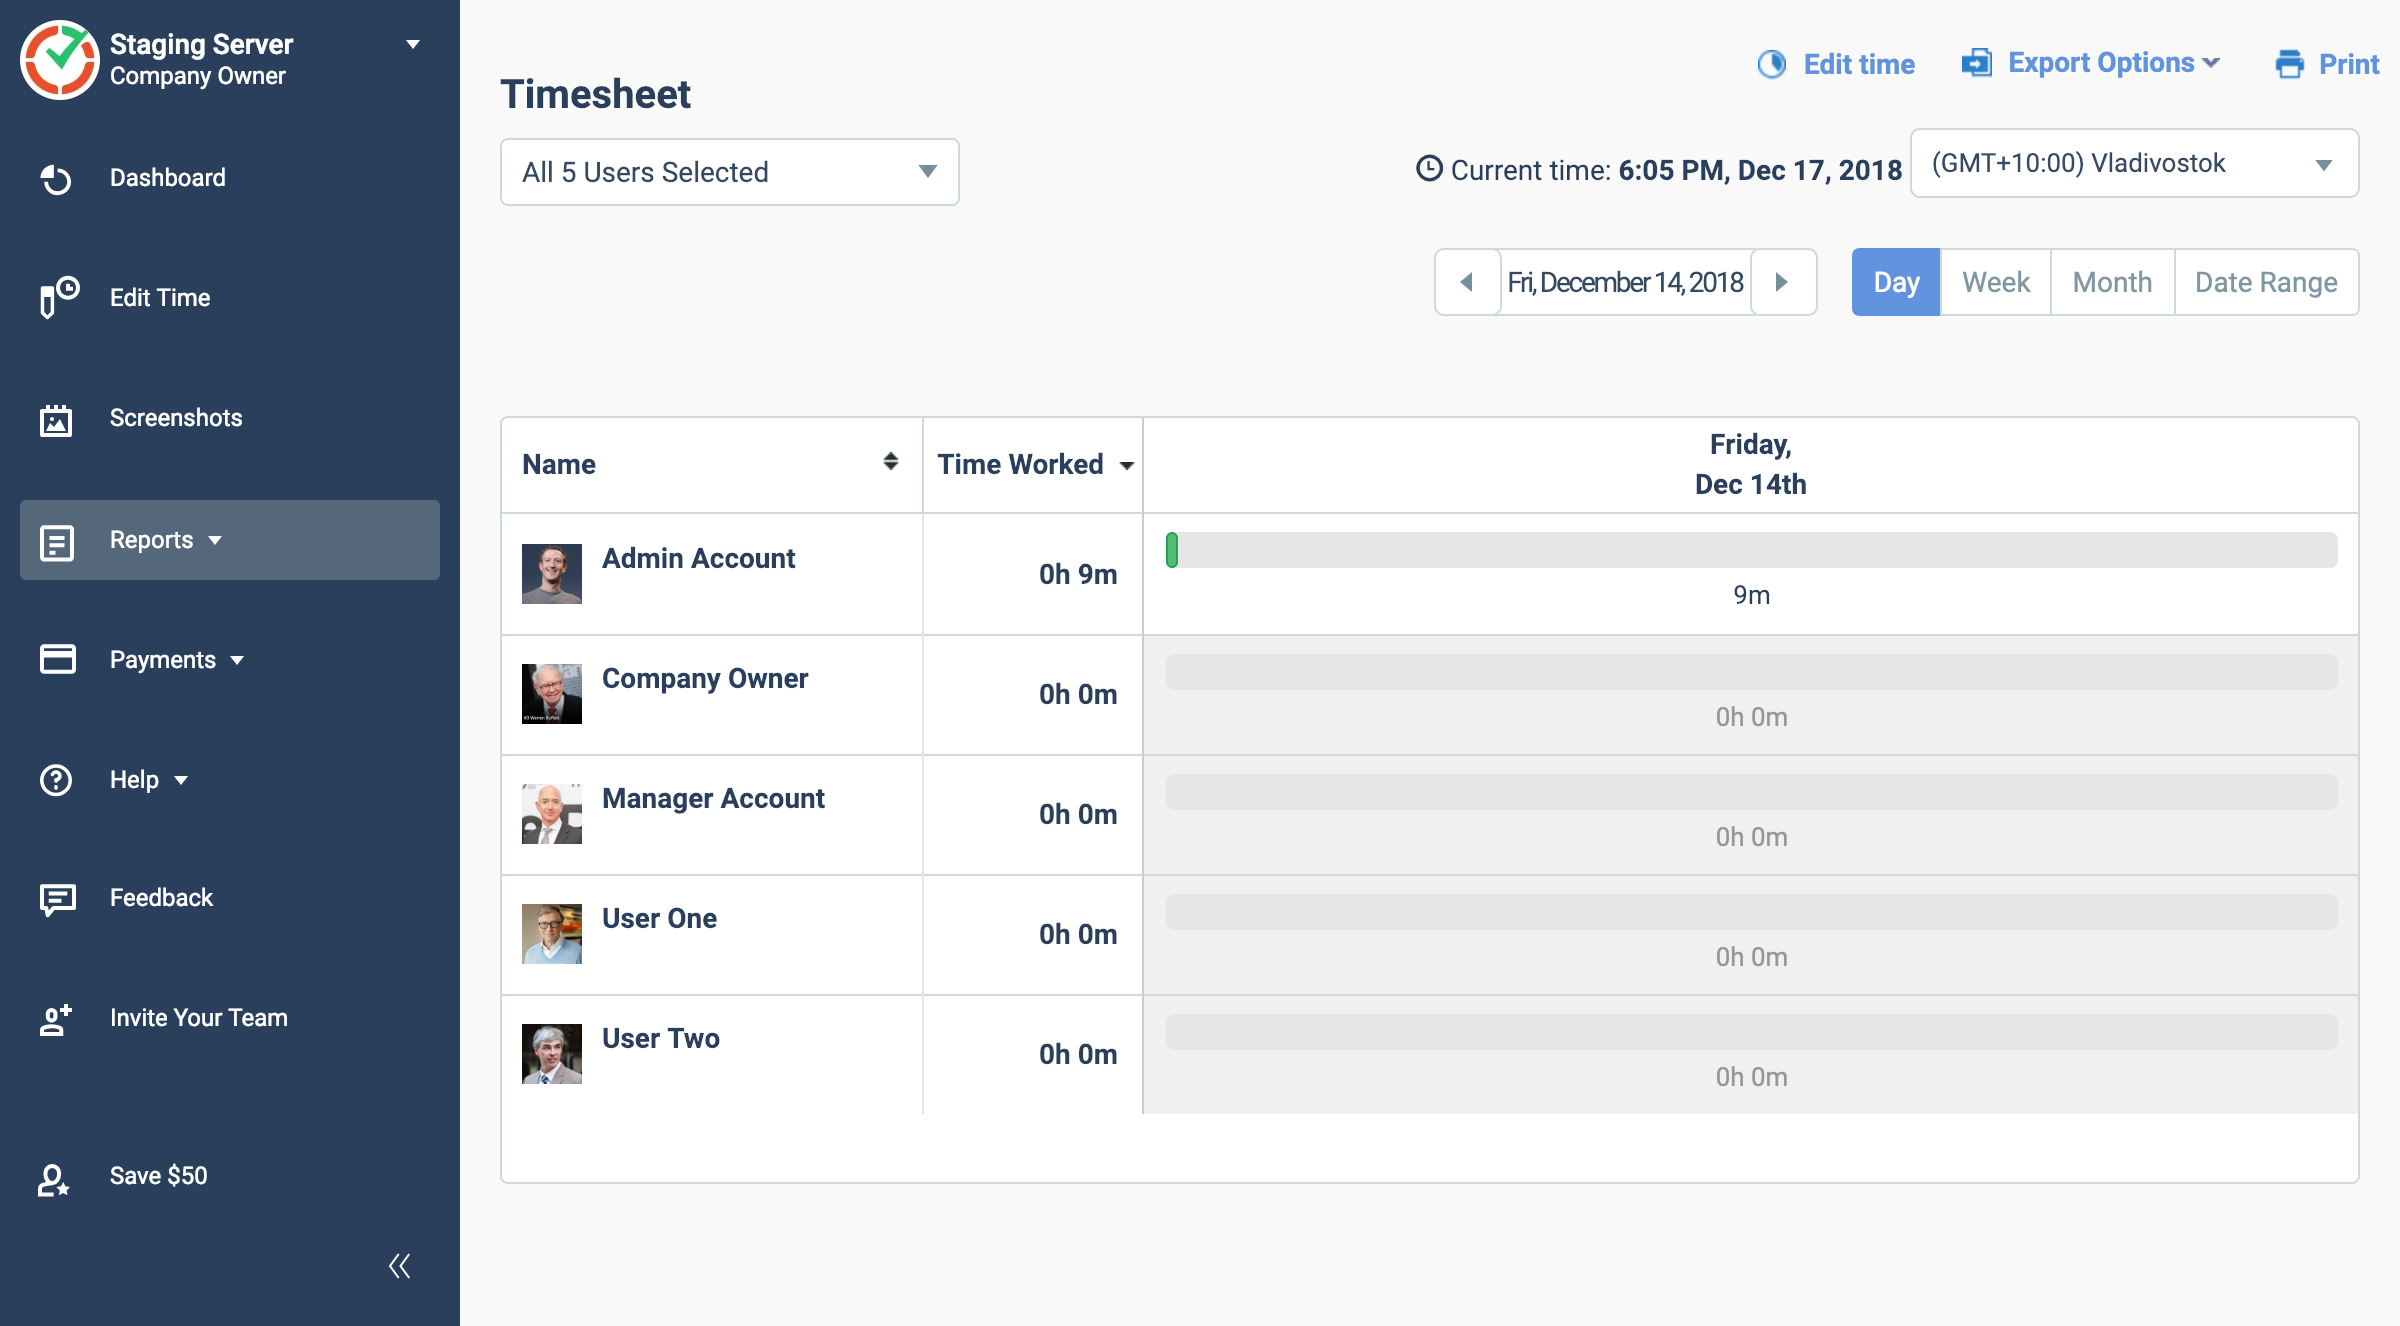 Staging Server
Company Owner
Dashboard
Edit Time
Screenshots
Reports
Payments
Help
Feedback
Invite Your Team
Save $50
Edit time
Export Options
Print
Timesheet
All 5 Users Selected
Current time: 6:05 PM, Dec 17, 2018
(GMT+10:00) Vladivostok
Fri, December 14, 2018
Day
Week
Month
Date Range
Name
Time Worked
Friday,
Dec 14th
Admin Account
0h 9m
9m
Company Owner
0h 0m
0h 0m
Manager Account
0h 0m
0h 0m
User One
0h 0m
0h 0m
User Two
0h 0m
0h 0m